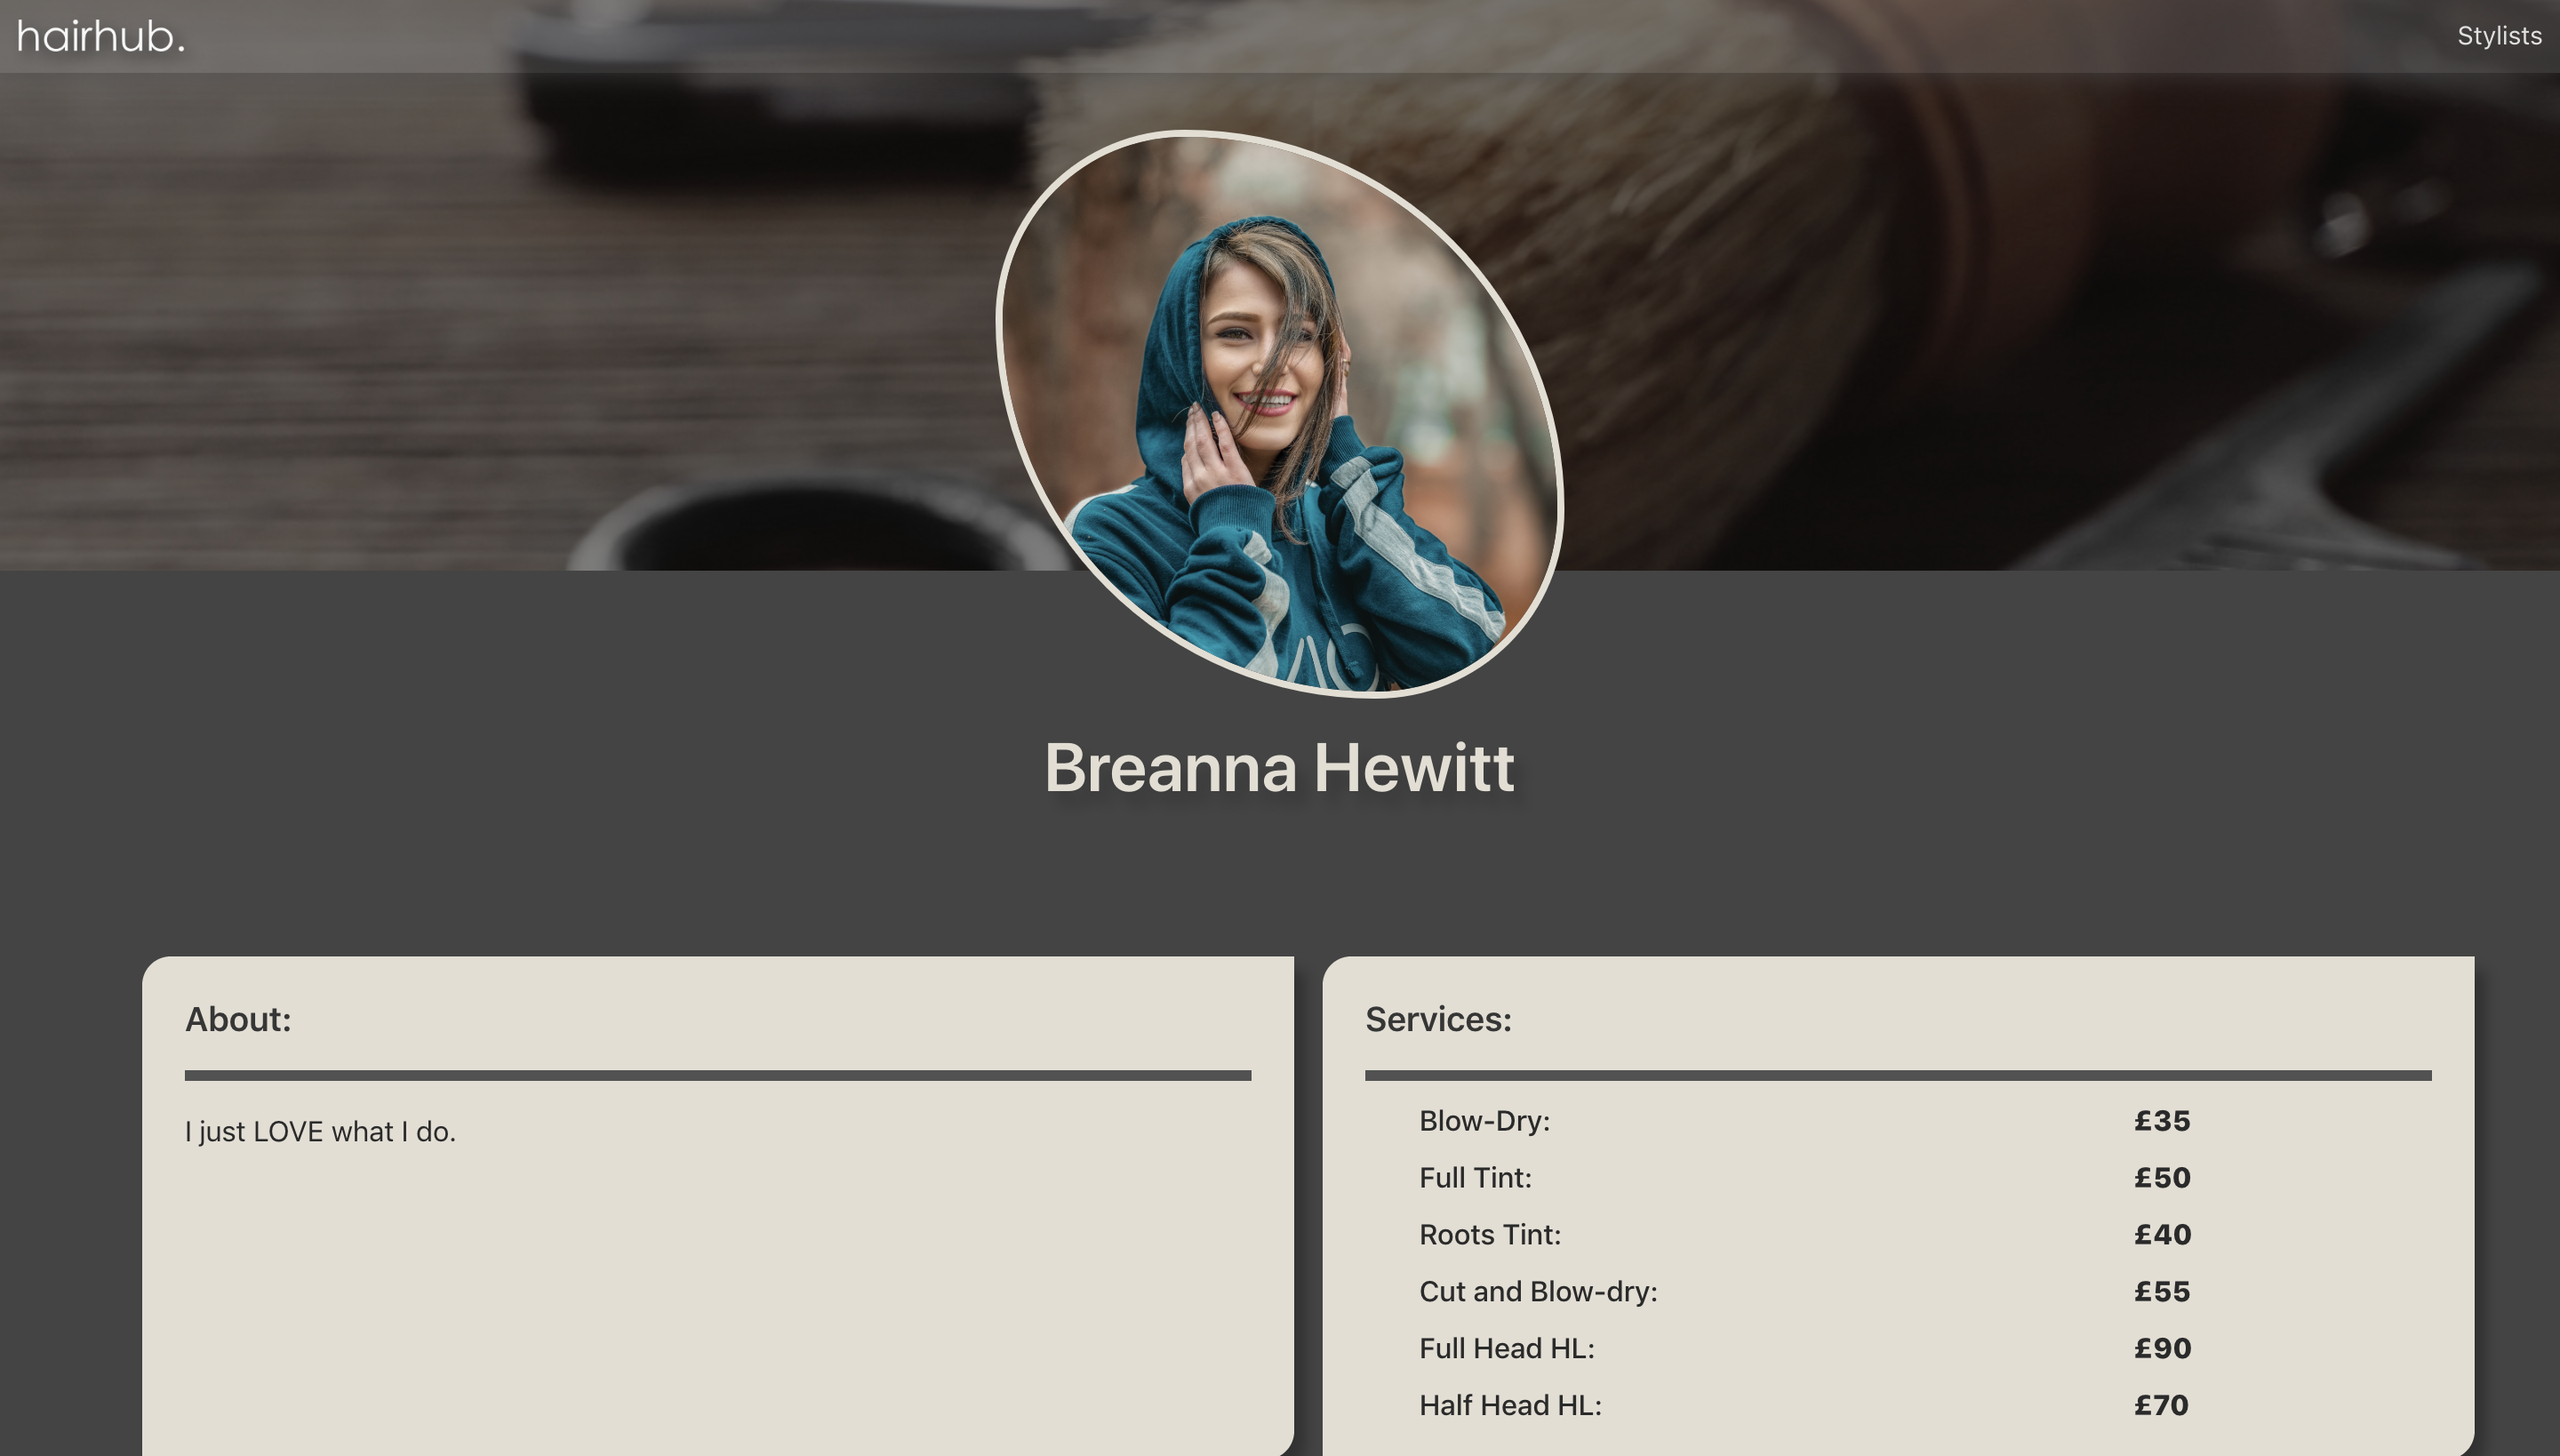 hairhub.
Stylists
Breanna Hewitt
About:
I just LOVE what I do.
Services:
Blow-Dry: £35
Full Tint: £50
Roots Tint: £40
Cut and Blow-dry: £55
Full Head HL: £90
Half Head HL: £70